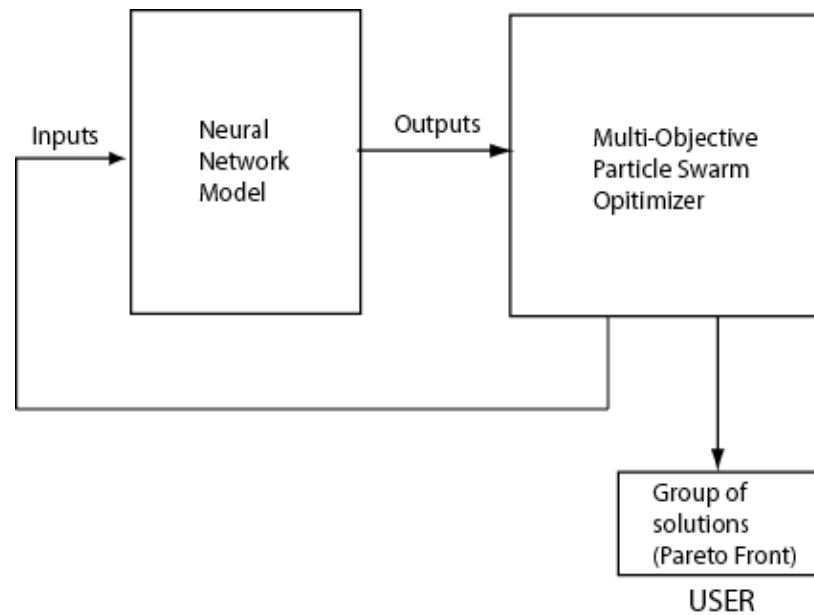 Inputs
Neural
Network
Model
Outputs
Multi-Objective
Particle Swarm
Opitimizer
Group of
solutions
(Pareto Front)
USER